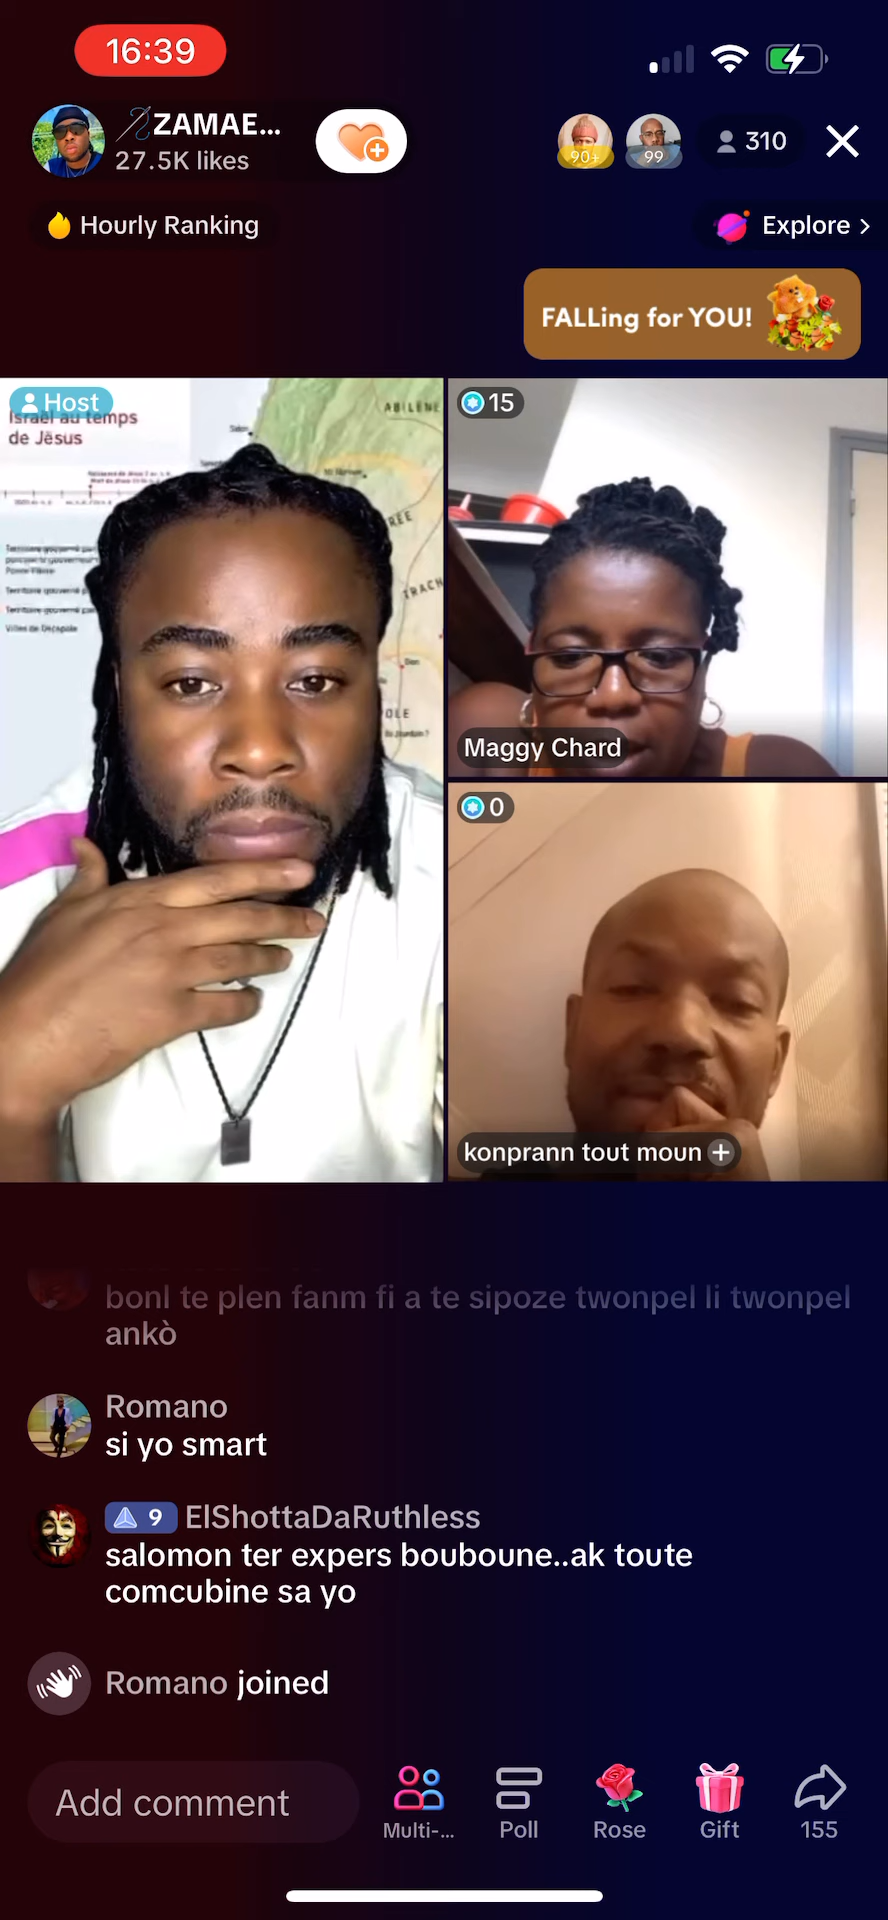 16:39
ZAMAE...
27.5K likes
90+
99
310
Hourly Ranking
Explore >
FALLing for YOU!
Host
Israël au temps
de Jésus
ABILÈNE
TRACH
15
Maggy Chard
0
konprann tout moun
bonl te plen fanm fi a te sipoze twonpel li twonpel
ankò
Romano
si yo smart
9 ElShottaDaRuthless
salomon ter expers bouboune..ak toute
comcubine sa yo
Romano joined
Add comment
Multi-...
Poll
Rose
Gift
155